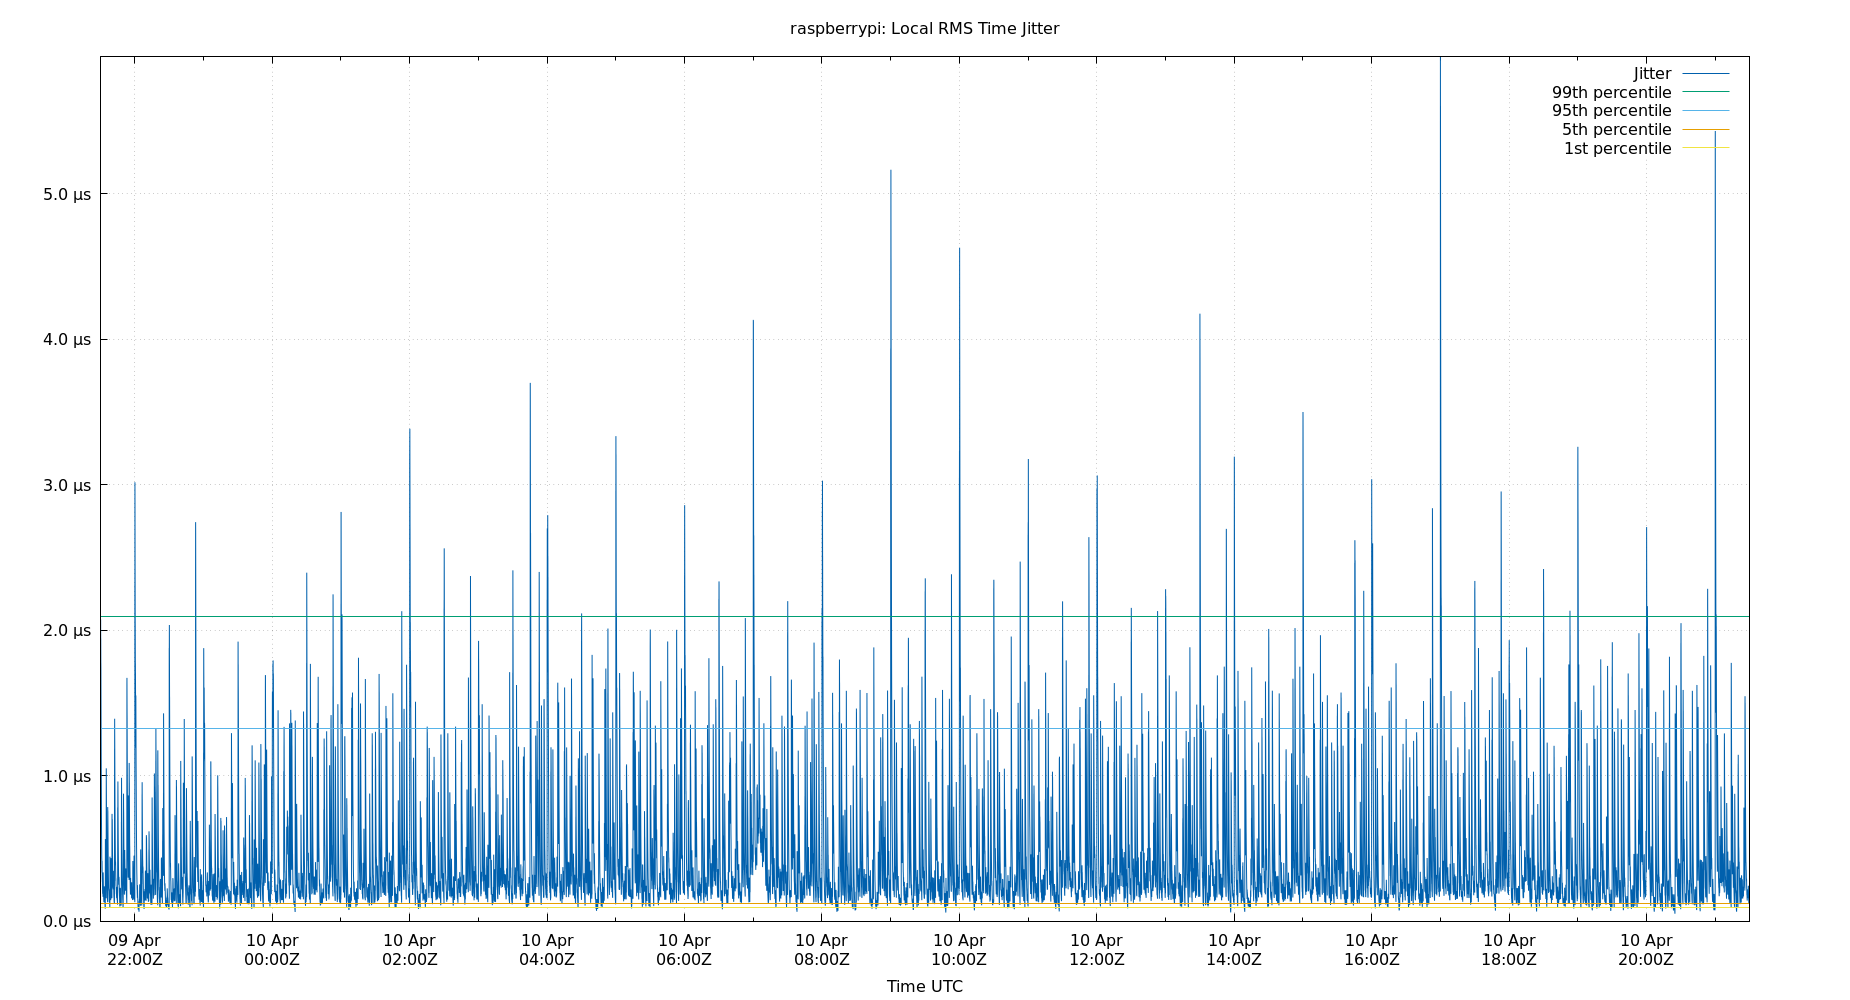 raspberrypi: Local RMS Time Jitter
Jitter
99th percentile
95th percentile
5th percentile
1st percentile
5.0 µs
4.0 µs
3.0 µs
2.0 µs
1.0 µs
0.0 µs
09 Apr 10 Apr 10 Apr 10 Apr 10 Apr 10 Apr 10 Apr 10 Apr 10 Apr 10 Apr 10 Apr 10 Apr
22:00Z 00:00Z 02:00Z 04:00Z 06:00Z 08:00Z 10:00Z 12:00Z 14:00Z 16:00Z 18:00Z 20:00Z
Time UTC